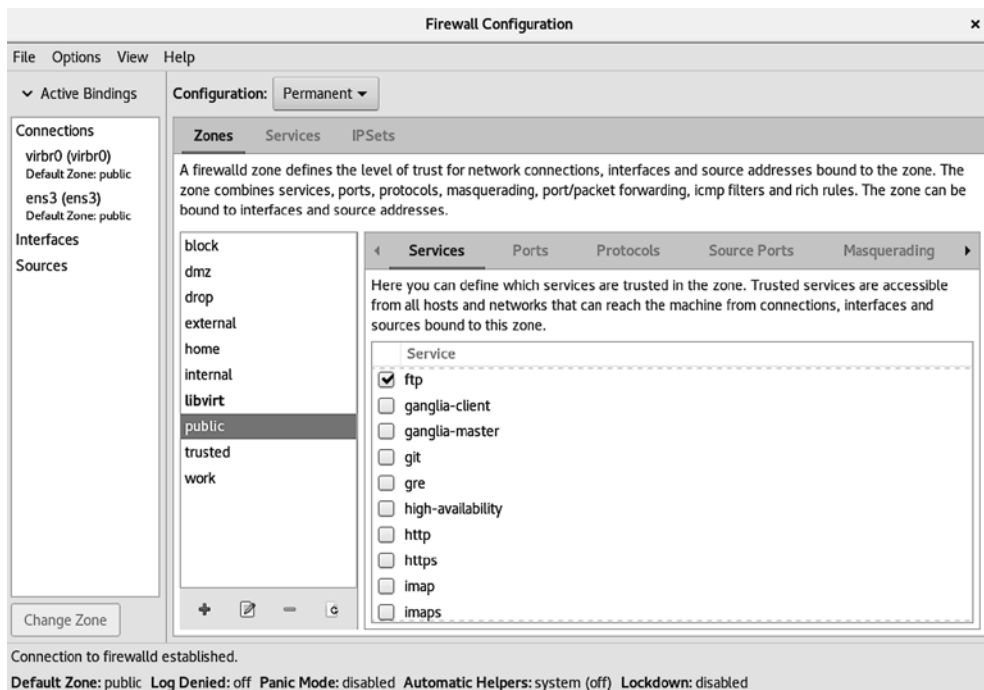 Firewall Configuration
File Options View Help
Active Bindings
Configuration: Permanent
Connections
virbr0 (virbr0)
Default Zone: public
ens3 (ens3)
Default Zone: public
Interfaces
Sources
Change Zone
Zones Services IPSets
A firewalld zone defines the level of trust for network connections, interfaces and source addresses bound to the zone. The
zone combines services, ports, protocols, masquerading, port/packet forwarding, icmp filters and rich rules. The zone can be
bound to interfaces and source addresses.
block
dmz
drop
external
home
internal
libvirt
public
trusted
work
Services Ports Protocols Source Ports Masquerading
Here you can define which services are trusted in the zone. Trusted services are accessible
from all hosts and networks that can reach the machine from connections, interfaces and
sources bound to this zone.
Service
ftp
ganglia-client
ganglia-master
git
gre
high-availability
http
https
imap
imaps
Connection to firewalld established.
Default Zone: public Log Denied: off Panic Mode: disabled Automatic Helpers: system (off) Lockdown: disabled